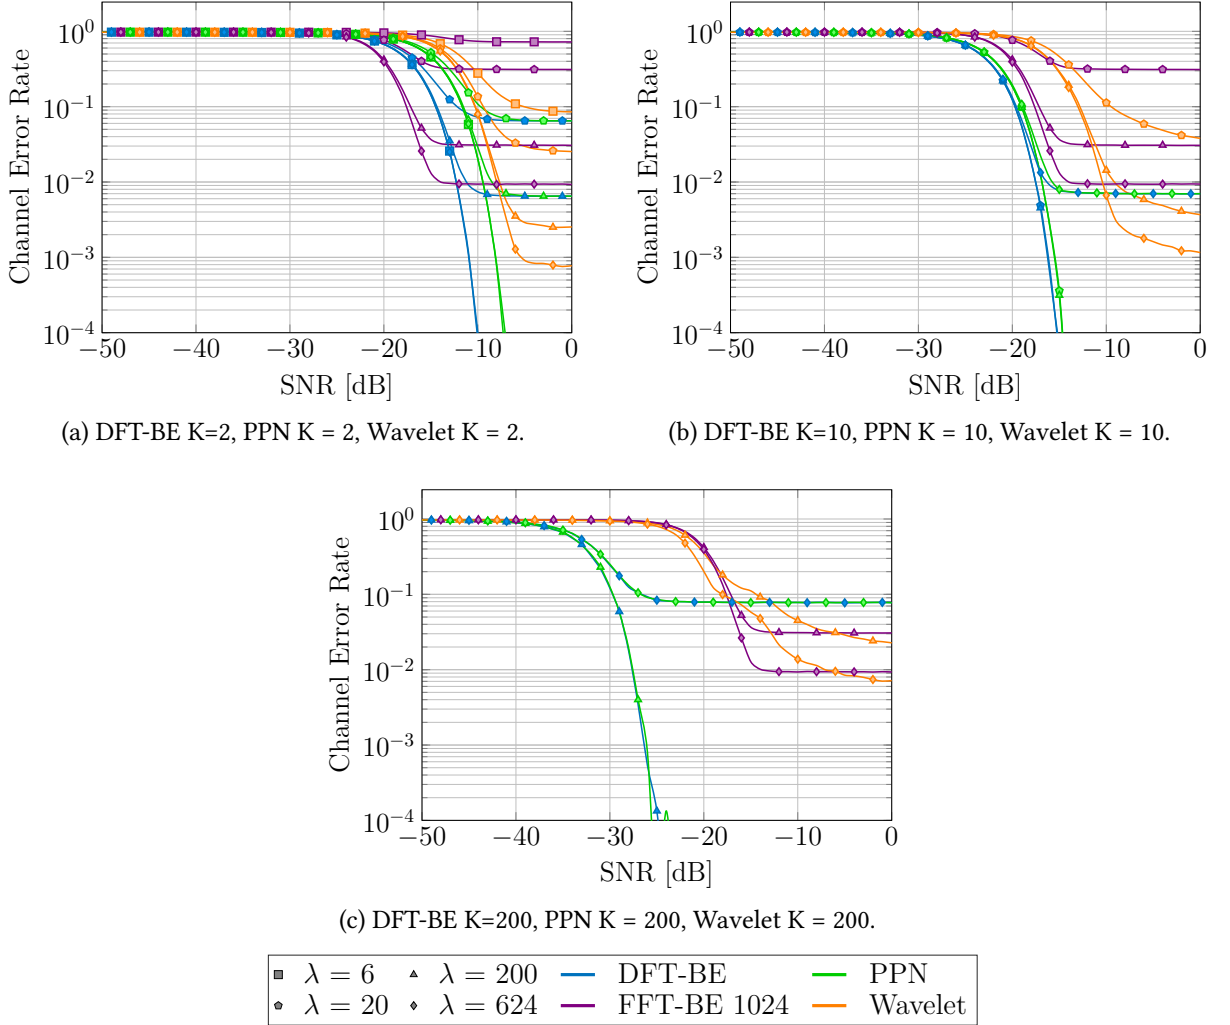 10^0
10^−1
10^−2
10^−3
10^−4
Channel Error Rate
−50 −40 −30 −20 −10 0
SNR [dB]
(a) DFT-BE K=2, PPN K = 2, Wavelet K = 2.
10^0
10^−1
10^−2
10^−3
10^−4
Channel Error Rate
−50 −40 −30 −20 −10 0
SNR [dB]
(b) DFT-BE K=10, PPN K = 10, Wavelet K = 10.
10^0
10^−1
10^−2
10^−3
10^−4
Channel Error Rate
−50 −40 −30 −20 −10 0
SNR [dB]
(c) DFT-BE K=200, PPN K = 200, Wavelet K = 200.
λ = 6 λ = 200 DFT-BE PPN
λ = 20 λ = 624 FFT-BE 1024 Wavelet